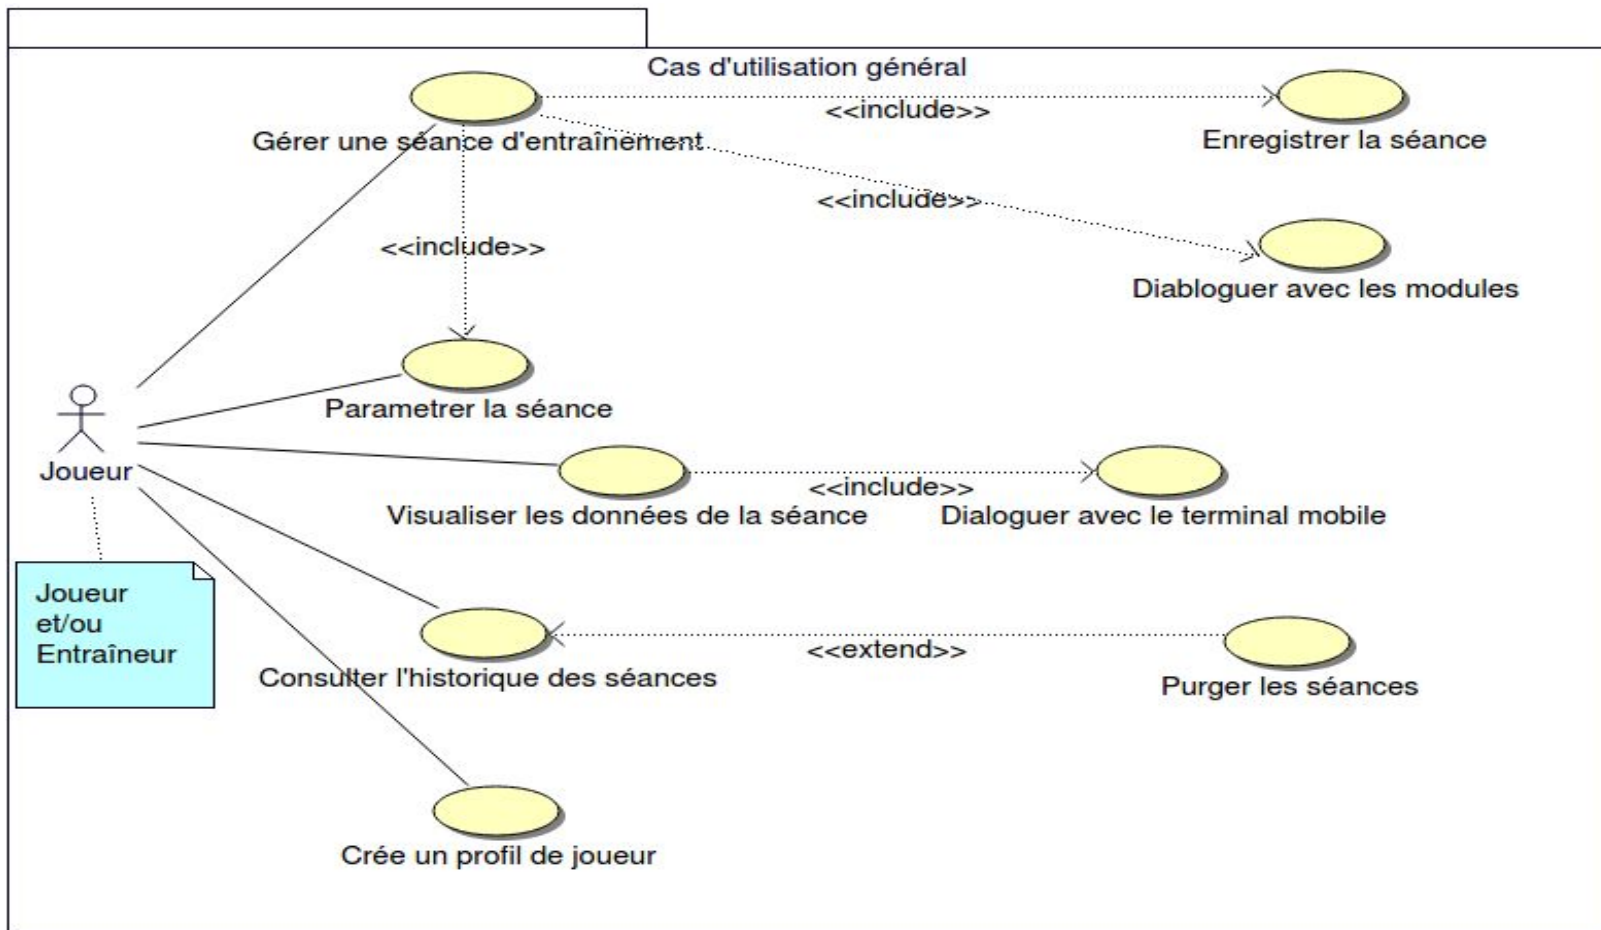 Cas d'utilisation général
<<include>>
Gérer une séance d'entraînement
Enregistrer la séance
<<include>>
<<include>>
Diabloguer avec les modules
Parametrer la séance
Joueur
<<include>>
Visualiser les données de la séance
Dialoguer avec le terminal mobile
Joueur
et/ou
Entraîneur
<<extend>>
Consulter l'historique des séances
Purger les séances
Crée un profil de joueur